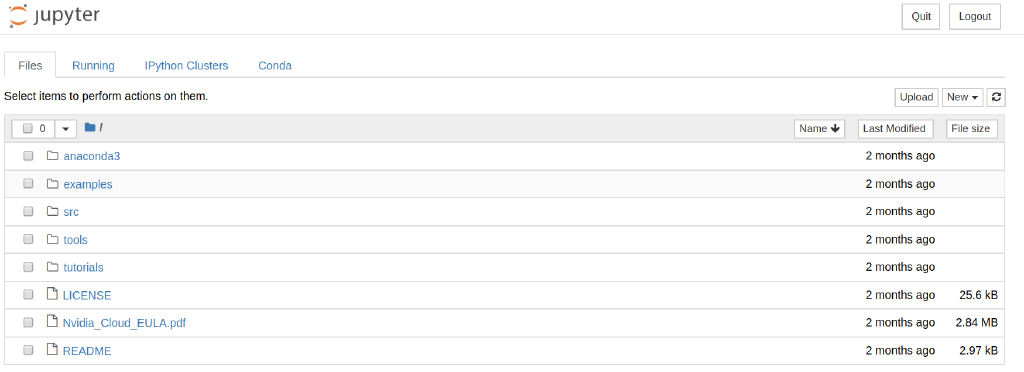 jupyter Quit Logout
Files Running IPython Clusters Conda
Select items to perform actions on them. Upload New
0 / Name Last Modified File size
anaconda3 2 months ago
examples 2 months ago
src 2 months ago
tools 2 months ago
tutorials 2 months ago
LICENSE 2 months ago 25.6 kB
Nvidia_Cloud_EULA.pdf 2 months ago 2.84 MB
README 2 months ago 2.97 kB